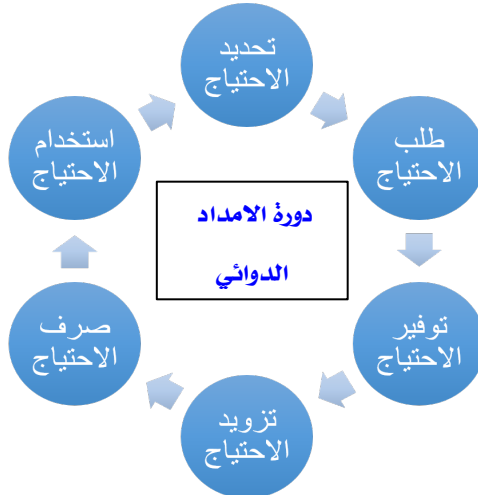 تحديد
الاحتياج
طلب
الاحتياج
توفير
الاحتياج
تزويد
الاحتياج
صرف
الاحتياج
استخدام
الاحتياج
دورة الامداد
الدوائي